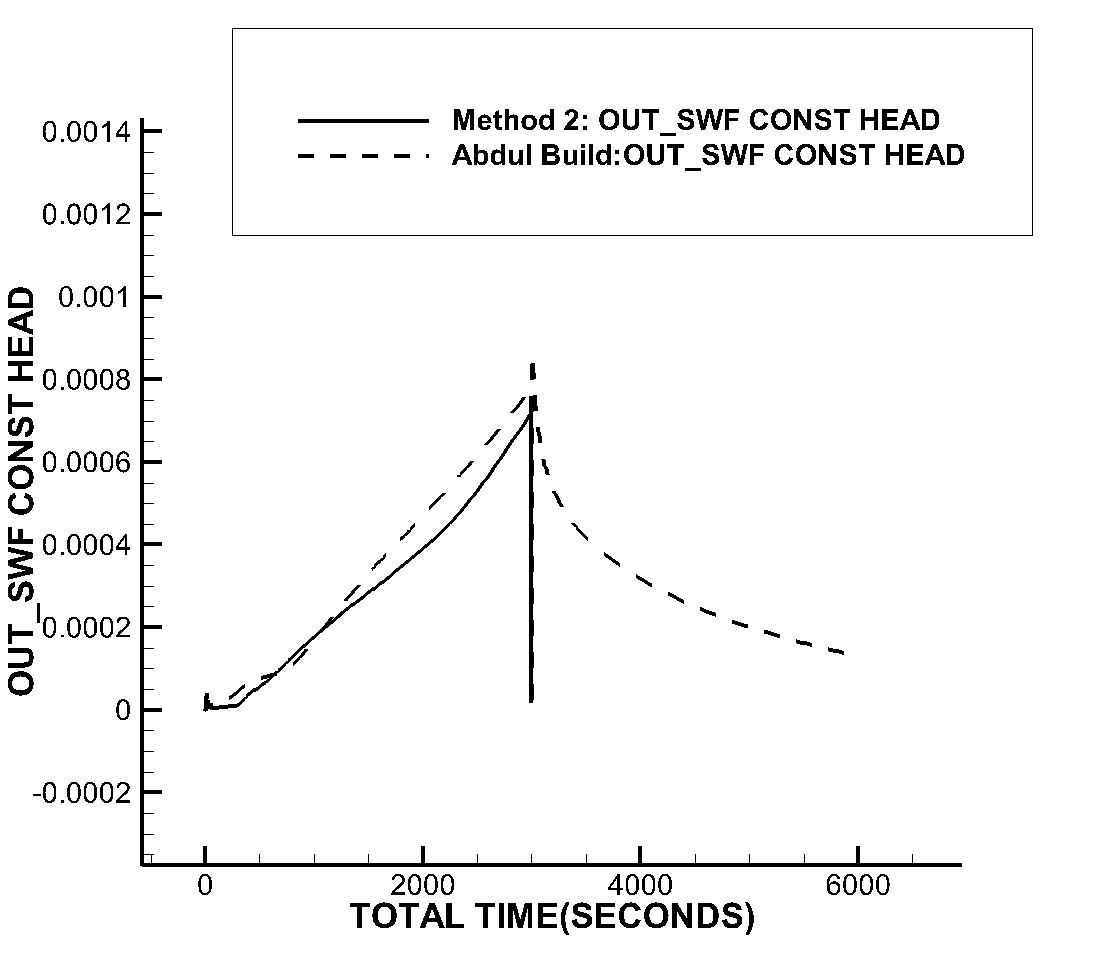 Method 2: OUT_SWF CONST HEAD
Abdul Build:OUT_SWF CONST HEAD
OUT_SWF CONST HEAD
0.0014
0.0012
0.001
0.0008
0.0006
0.0004
0.0002
0
-0.0002
0 2000 4000 6000
TOTAL TIME(SECONDS)